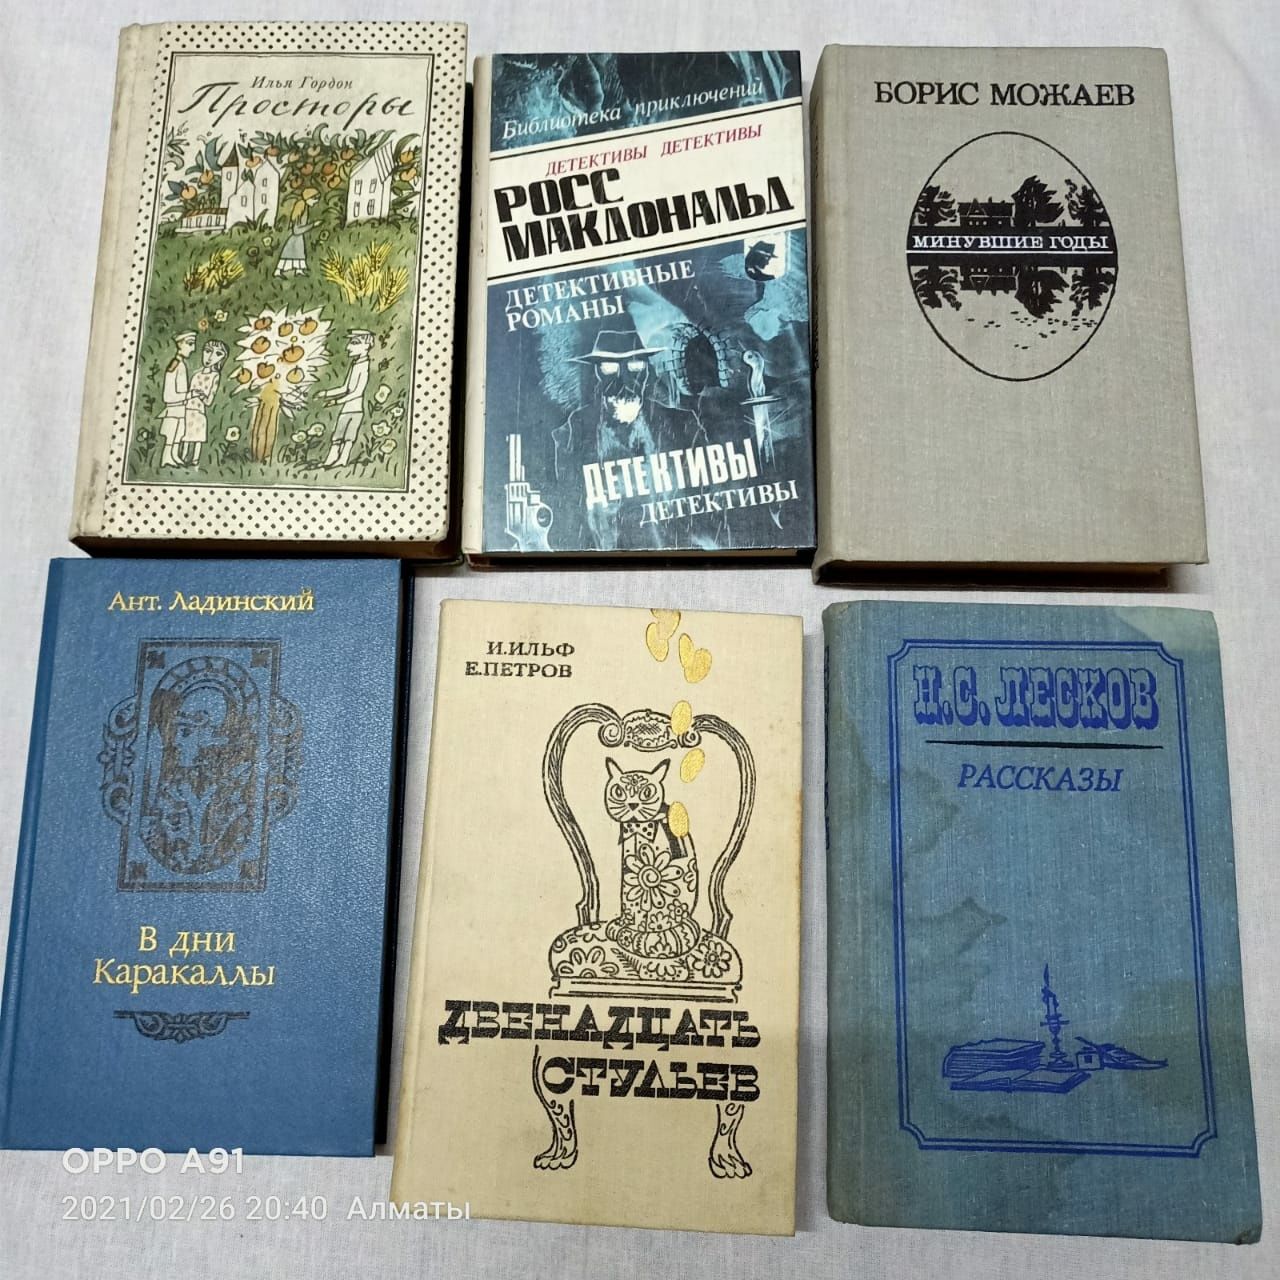 Илья Гордон
Просторы
Библиотека приключений
ДЕТЕКТИВЫ ДЕТЕКТИВЫ
РОСС
МАКДОНАЛЬД
ДЕТЕКТИВНЫЕ
РОМАНЫ
ДЕТЕКТИВЫ
ДЕТЕКТИВЫ
БОРИС МОЖАЕВ
МИНУВШИЕ ГОДЫ
Ант. Ладинский
В дни
Каракаллы
И.ИЛЬФ
Е.ПЕТРОВ
ДВЕНАДЦАТЬ
СТУЛЬЕВ
Н.С.ЛЕСКОВ
РАССКАЗЫ
OPPO A91
2021/02/26 20:40 Алматы